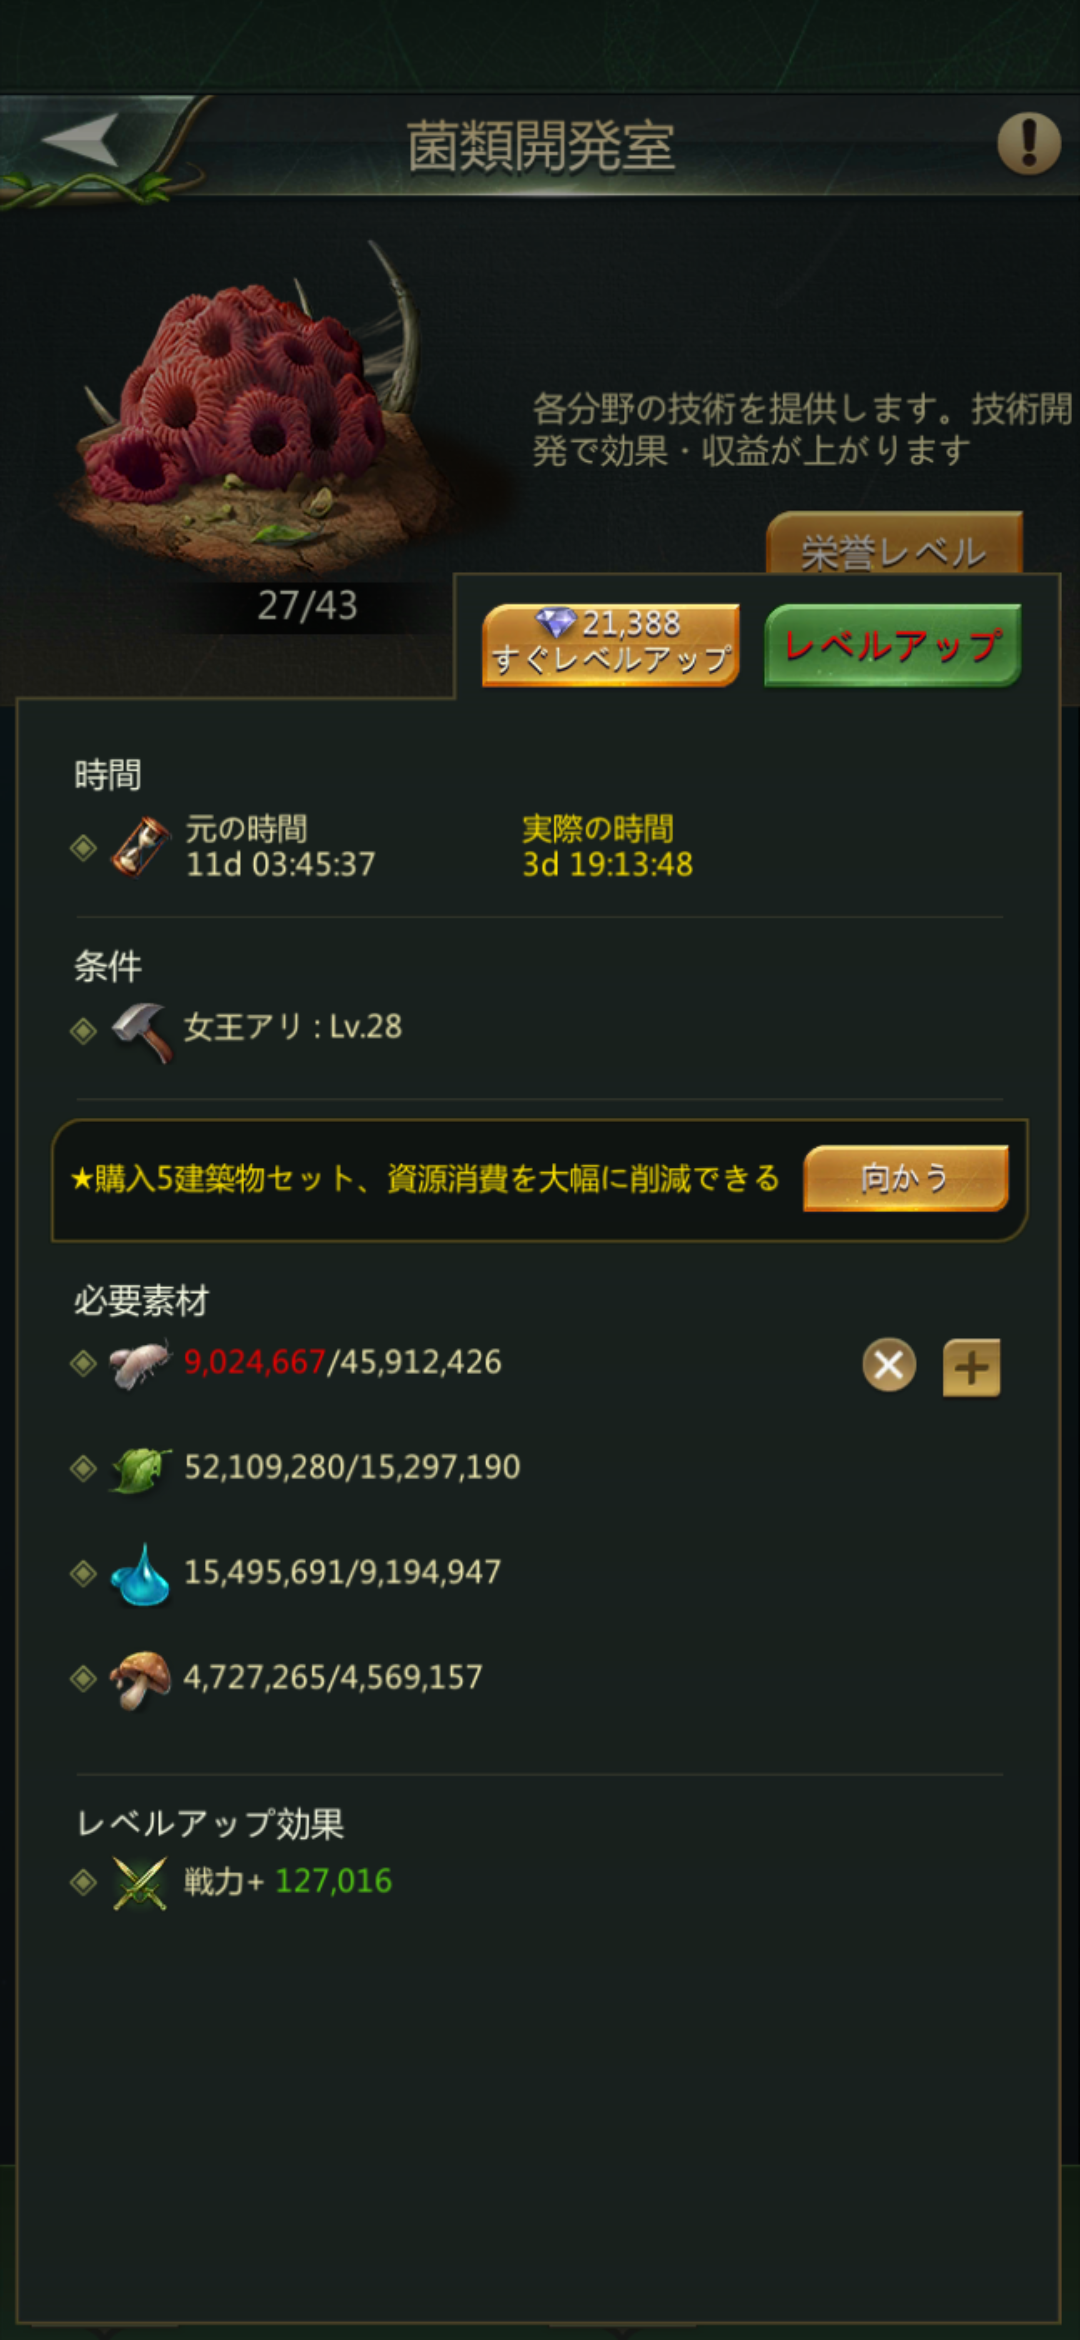 菌類開発室
各分野の技術を提供します。技術開
発で効果・収益が上がります
栄誉レベル
27/43
21,388
すぐレベルアップ
レベルアップ
時間
元の時間
実際の時間
11d 03:45:37
3d 19:13:48
条件
女王アリ : Lv.28
★購入5建築物セット、資源消費を大幅に削減できる
向かう
必要素材
9,024,667/45,912,426
52,109,280/15,297,190
15,495,691/9,194,947
4,727,265/4,569,157
レベルアップ効果
戦力+ 127,016